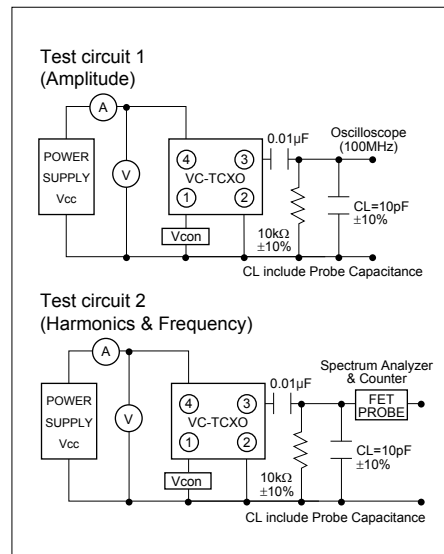 Test circuit 1
(Amplitude)
A
0.01µF
Oscilloscope
(100MHz)
POWER
SUPPLY
Vcc
V
4
3
VC-TCXO
1
2
Vcon
10kΩ
±10%
CL=10pF
±10%
CL include Probe Capacitance
Test circuit 2
(Harmonics & Frequency)
A
0.01µF
Spectrum Analyzer
& Counter
FET
PROBE
POWER
SUPPLY
Vcc
V
4
3
VC-TCXO
1
2
Vcon
10kΩ
±10%
CL=10pF
±10%
CL include Probe Capacitance